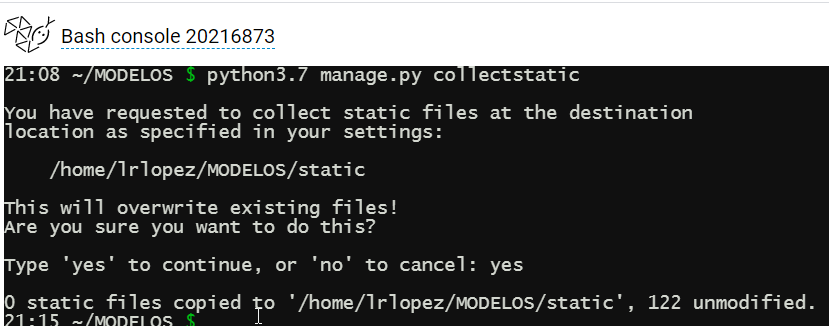 Bash console 20216873
21:08 ~/MODELOS $ python3.7 manage.py collectstatic
You have requested to collect static files at the destination
location as specified in your settings:
/home/lrlopez/MODELOS/static
This will overwrite existing files!
Are you sure you want to do this?
Type 'yes' to continue, or 'no' to cancel: yes
0 static files copied to '/home/lrlopez/MODELOS/static', 122 unmodified.
21:15 ~/MODELOS $